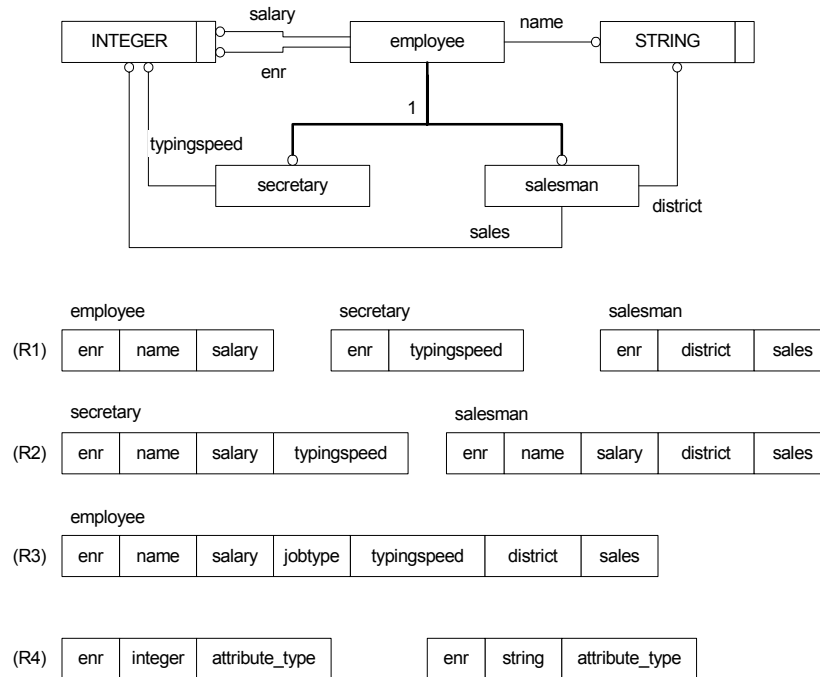 salary
name
INTEGER employee STRING
enr
1
typingspeed
secretary salesman
district
sales
employee secretary salesman
(R1) enr name salary enr typingspeed enr district sales
secretary salesman
(R2) enr name salary typingspeed enr name salary district sales
employee
(R3) enr name salary jobtype typingspeed district sales
(R4) enr integer attribute_type enr string attribute_type